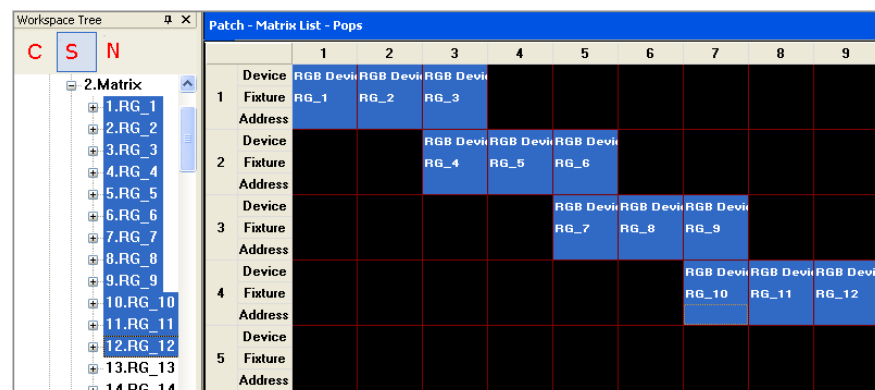 Workspace Tree
C S N
2.Matrix
1.RG_1
2.RG_2
3.RG_3
4.RG_4
5.RG_5
6.RG_6
7.RG_7
8.RG_8
9.RG_9
10.RG_10
11.RG_11
12.RG_12
13.RG_13
14.RG_14
Patch - Matrix List - Pops
1 2 3 4 5 6 7 8 9
Device RGB Devi RGB Devi RGB Devi
1 Fixture RG_1 RG_2 RG_3
Address
Device RGB Devi RGB Devi RGB Devi
2 Fixture RG_4 RG_5 RG_6
Address
Device RGB Devi RGB Devi RGB Devi
3 Fixture RG_7 RG_8 RG_9
Address
Device RGB Devi RGB Devi RGB Devi
4 Fixture RG_10 RG_11 RG_12
Address
Device
5 Fixture
Address